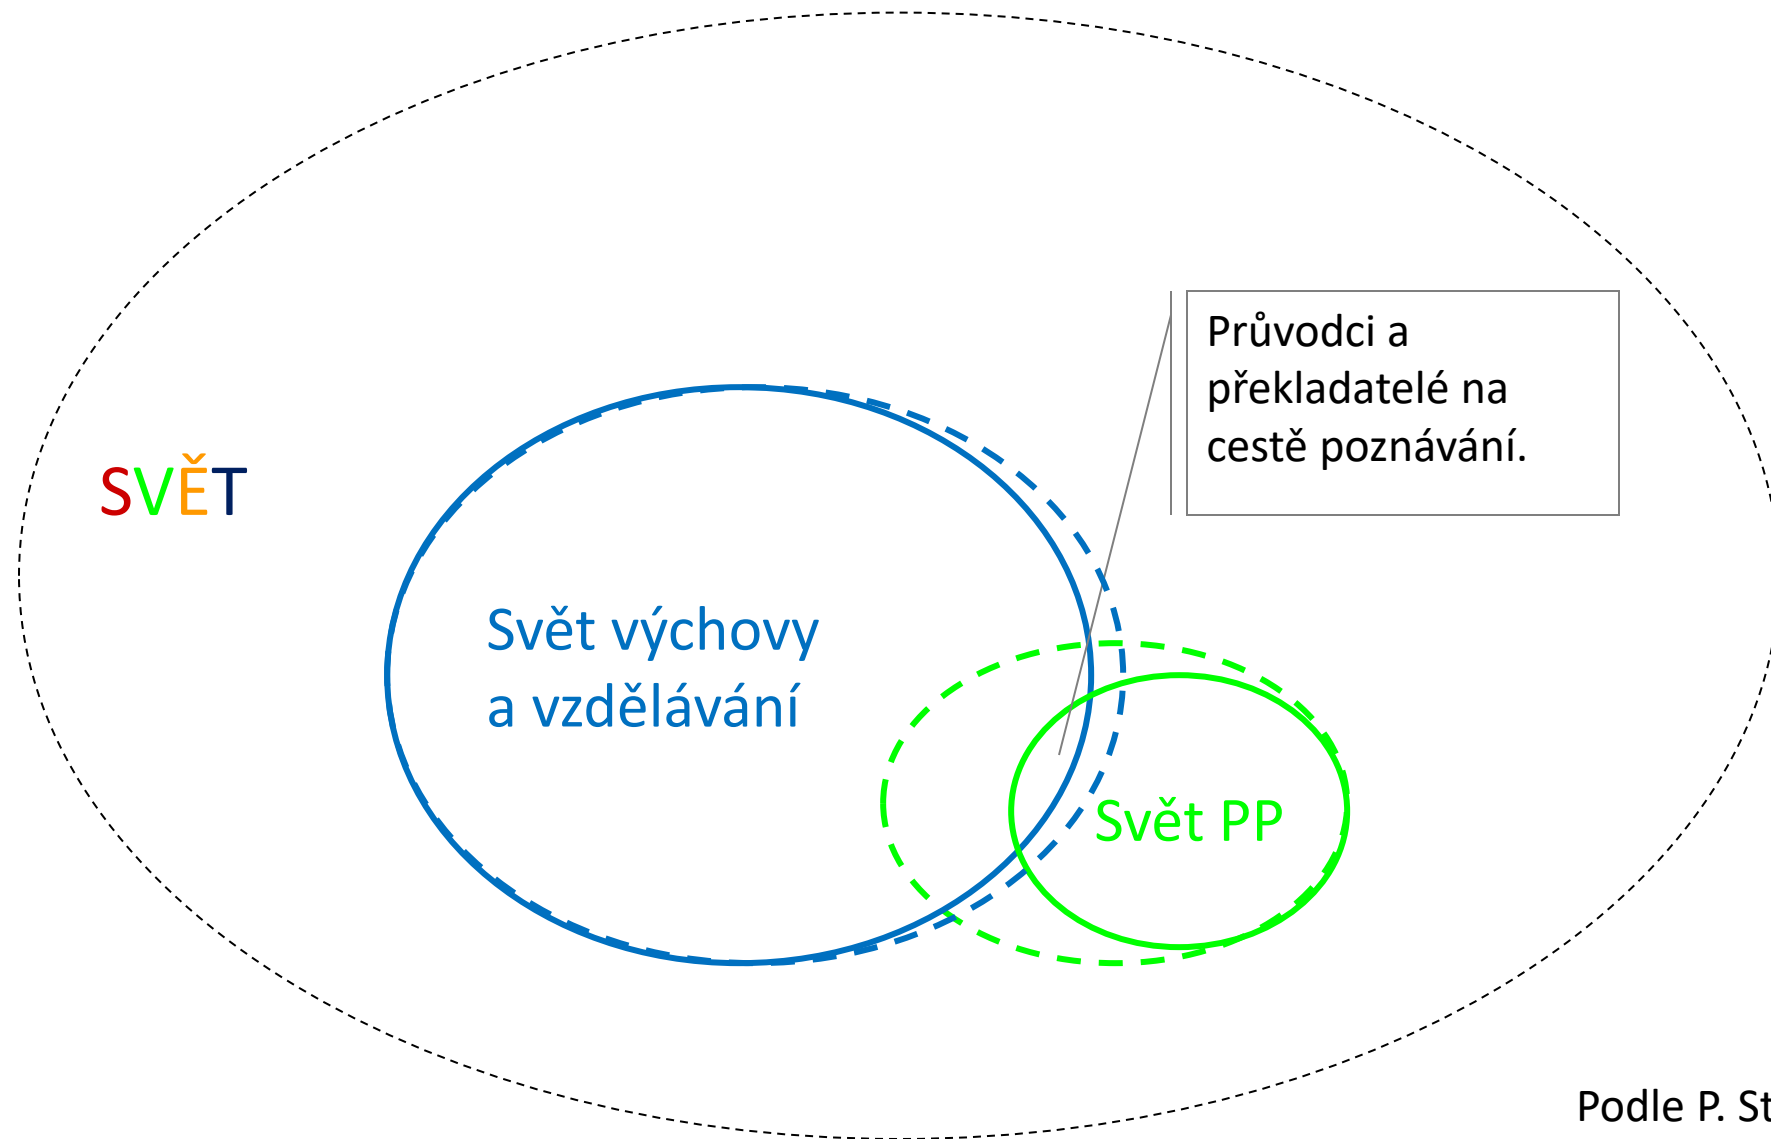 Průvodci a
překladatelé na
cestě poznávání.
SVĚT
Svět výchovy
a vzdělávání
Svět PP
Podle P. St